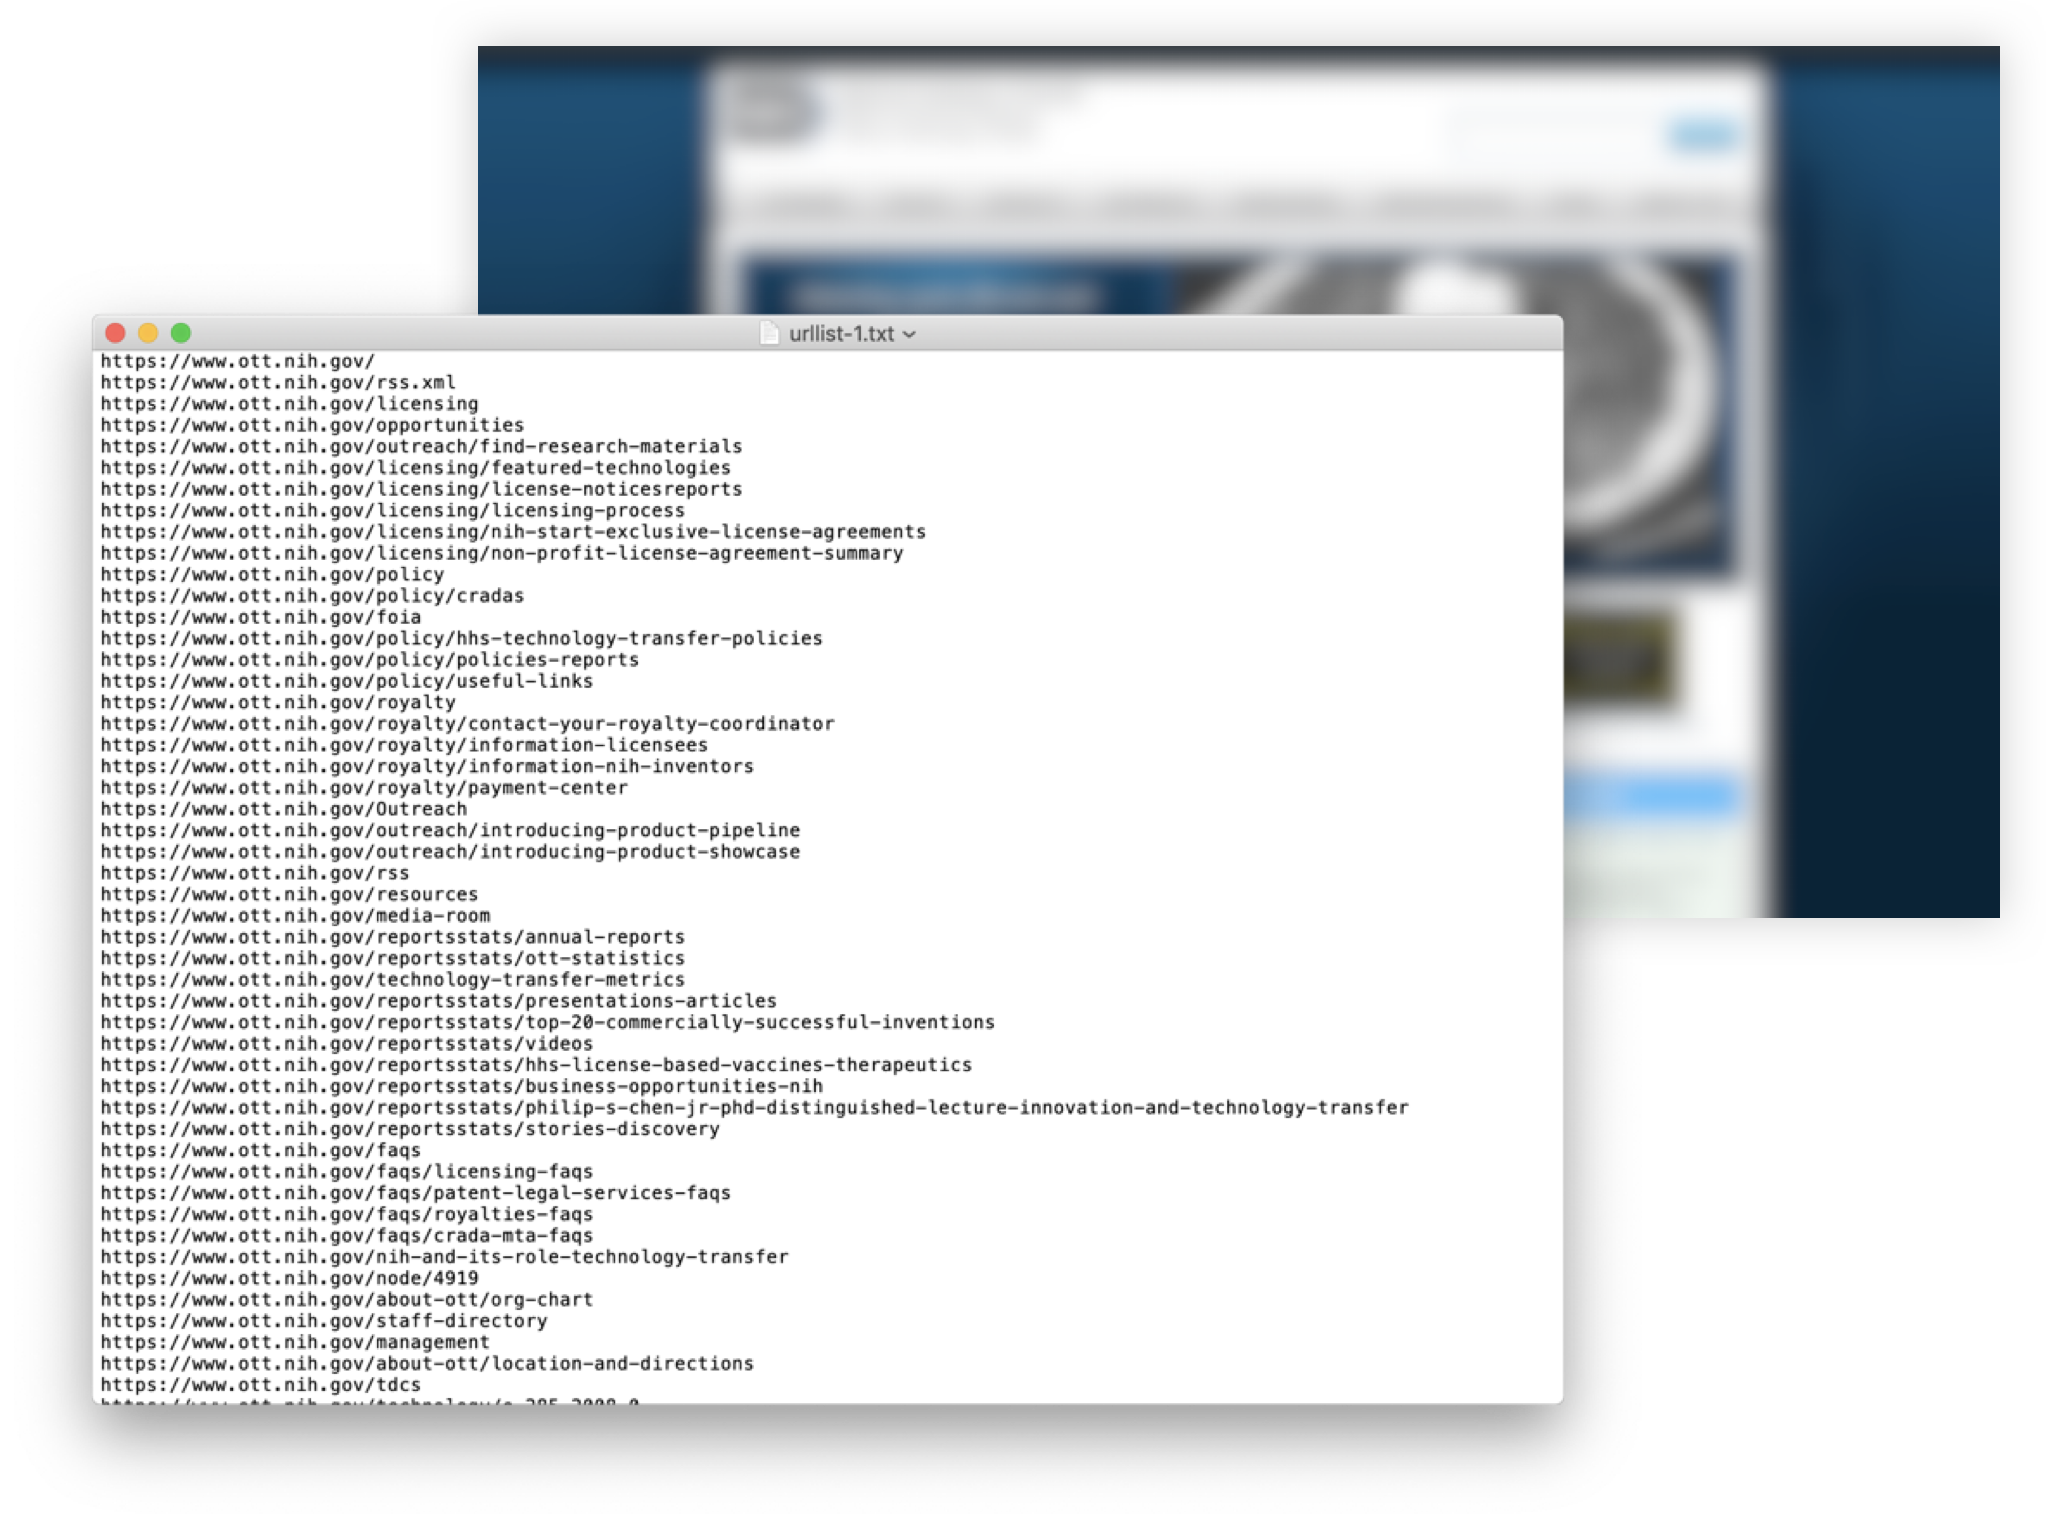 urllist-1.txt
https://www.ott.nih.gov/
https://www.ott.nih.gov/rss.xml
https://www.ott.nih.gov/licensing
https://www.ott.nih.gov/opportunities
https://www.ott.nih.gov/outreach/find-research-materials
https://www.ott.nih.gov/licensing/featured-technologies
https://www.ott.nih.gov/licensing/license-noticesreports
https://www.ott.nih.gov/licensing/licensing-process
https://www.ott.nih.gov/licensing/nih-start-exclusive-license-agreements
https://www.ott.nih.gov/licensing/non-profit-license-agreement-summary
https://www.ott.nih.gov/policy
https://www.ott.nih.gov/policy/cradas
https://www.ott.nih.gov/foia
https://www.ott.nih.gov/policy/hhs-technology-transfer-policies
https://www.ott.nih.gov/policy/policies-reports
https://www.ott.nih.gov/policy/useful-links
https://www.ott.nih.gov/royalty
https://www.ott.nih.gov/royalty/contact-your-royalty-coordinator
https://www.ott.nih.gov/royalty/information-licensees
https://www.ott.nih.gov/royalty/information-nih-inventors
https://www.ott.nih.gov/royalty/payment-center
https://www.ott.nih.gov/Outreach
https://www.ott.nih.gov/outreach/introducing-product-pipeline
https://www.ott.nih.gov/outreach/introducing-product-showcase
https://www.ott.nih.gov/rss
https://www.ott.nih.gov/resources
https://www.ott.nih.gov/media-room
https://www.ott.nih.gov/reportsstats/annual-reports
https://www.ott.nih.gov/reportsstats/ott-statistics
https://www.ott.nih.gov/technology-transfer-metrics
https://www.ott.nih.gov/reportsstats/presentations-articles
https://www.ott.nih.gov/reportsstats/top-20-commercially-successful-inventions
https://www.ott.nih.gov/reportsstats/videos
https://www.ott.nih.gov/reportsstats/hhs-license-based-vaccines-therapeutics
https://www.ott.nih.gov/reportsstats/business-opportunities-nih
https://www.ott.nih.gov/reportsstats/philip-s-chen-jr-phd-distinguished-lecture-innovation-and-technology-transfer
https://www.ott.nih.gov/reportsstats/stories-discovery
https://www.ott.nih.gov/faqs
https://www.ott.nih.gov/faqs/licensing-faqs
https://www.ott.nih.gov/faqs/patent-legal-services-faqs
https://www.ott.nih.gov/faqs/royalties-faqs
https://www.ott.nih.gov/faqs/crada-mta-faqs
https://www.ott.nih.gov/nih-and-its-role-technology-transfer
https://www.ott.nih.gov/node/4919
https://www.ott.nih.gov/about-ott/org-chart
https://www.ott.nih.gov/staff-directory
https://www.ott.nih.gov/management
https://www.ott.nih.gov/about-ott/location-and-directions
https://www.ott.nih.gov/tdcs